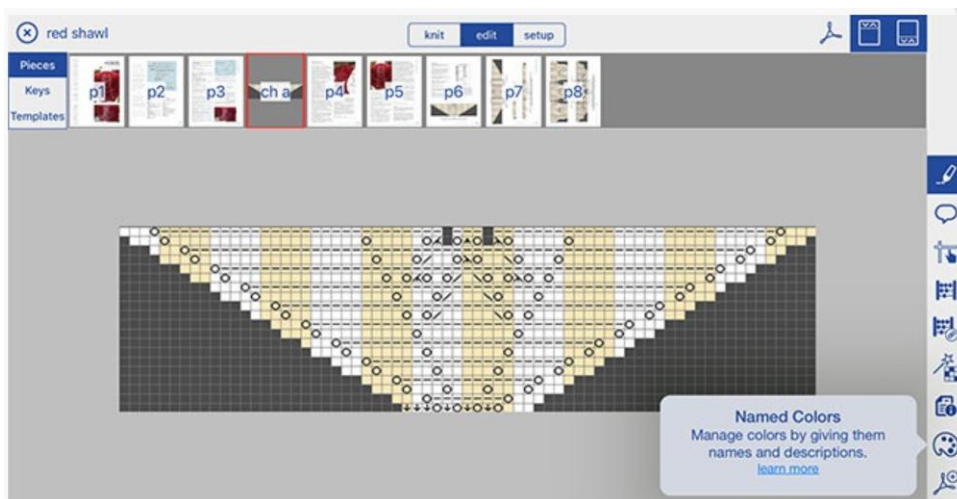 red shawl
knit edit setup
Pieces
Keys
Templates
p1 p2 p3 ch a p4 p5 p6 p7 p8
Named Colors
Manage colors by giving them
names and descriptions.
learn more